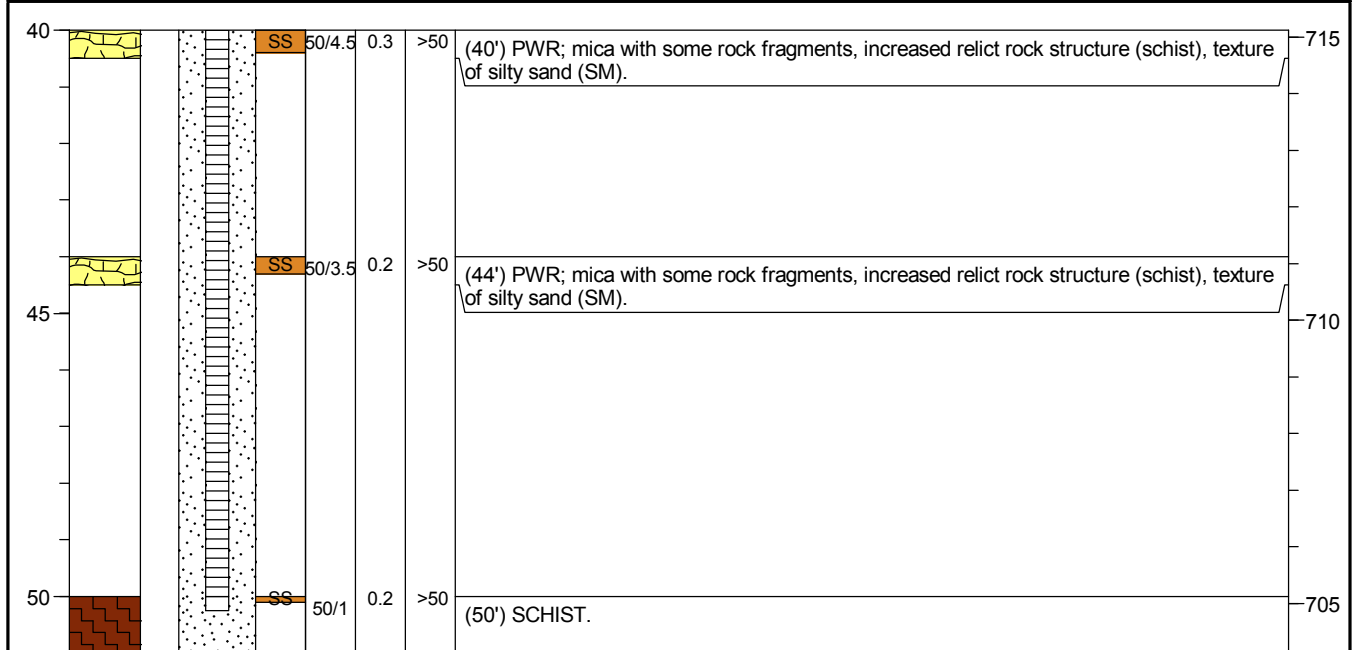 40
SS 50/4.5 0.3 >50
(40') PWR; mica with some rock fragments, increased relict rock structure (schist), texture
of silty sand (SM).
715
SS 50/3.5 0.2 >50
(44') PWR; mica with some rock fragments, increased relict rock structure (schist), texture
of silty sand (SM).
45
710
50
SS 50/1 0.2 >50
(50') SCHIST.
705